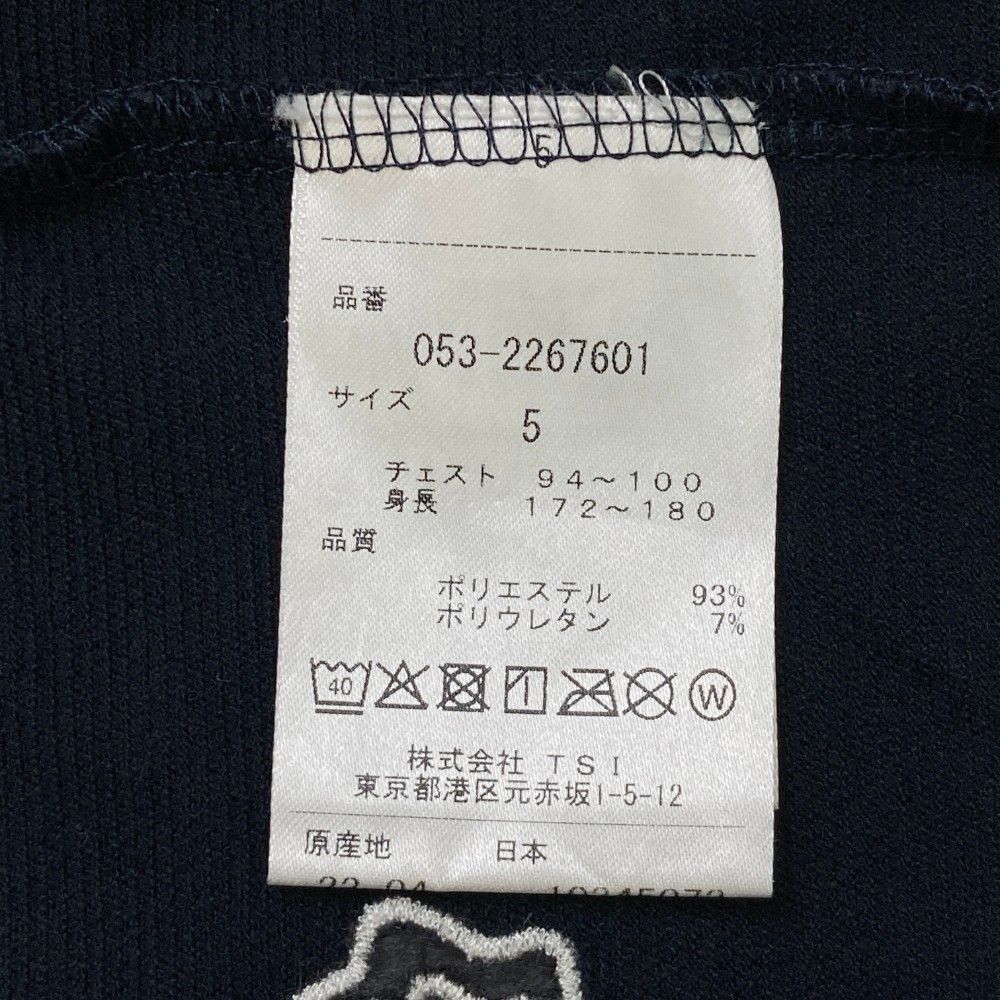 5
品番
053-2267601
サイズ
5
チェスト 94~100
身長 172~180
品質
ポリエステル 93%
ポリウレタン 7%
40 W
株式会社 TSI
東京都港区元赤坂1-5-12
原産地 日本